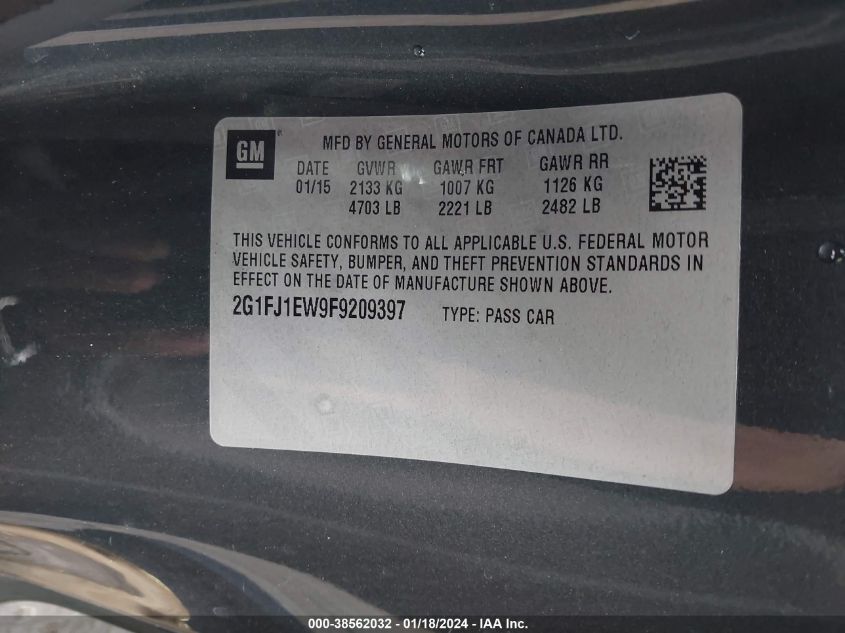 GM
®
MFD BY GENERAL MOTORS OF CANADA LTD.
DATE GVWR GAWR FRT GAWR RR
01/15 2133 KG 1007 KG 1126 KG
4703 LB 2221 LB 2482 LB
THIS VEHICLE CONFORMS TO ALL APPLICABLE U.S. FEDERAL MOTOR
VEHICLE SAFETY, BUMPER, AND THEFT PREVENTION STANDARDS IN
EFFECT ON THE DATE OF MANUFACTURE SHOWN ABOVE.
2G1FJ1EW9F9209397 TYPE: PASS CAR
000-38562032 - 01/18/2024 - IAA Inc.